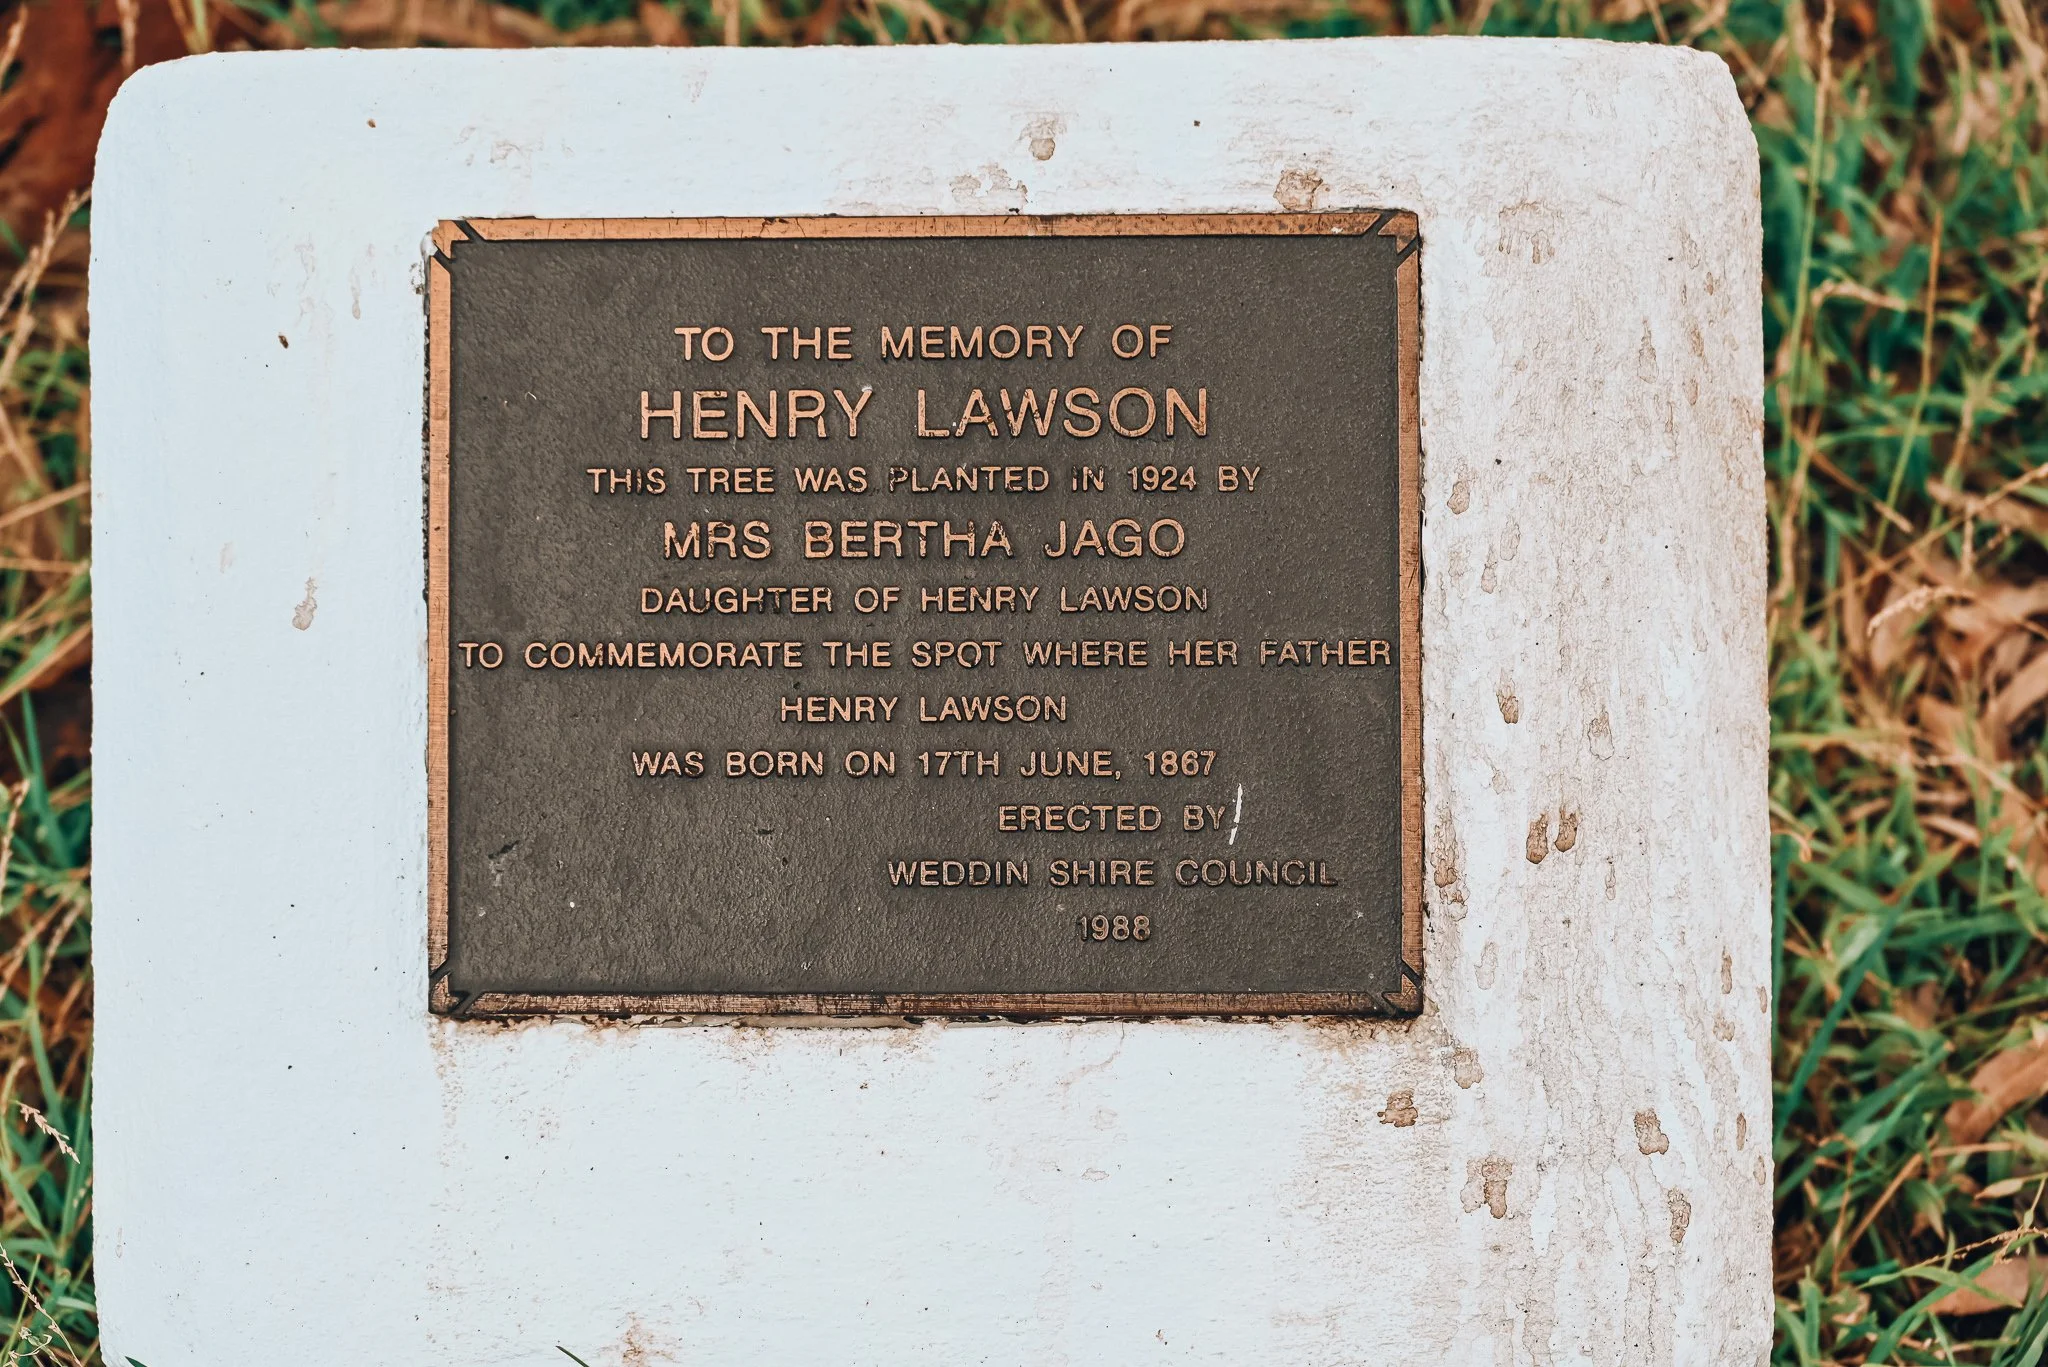 TO THE MEMORY OF
HENRY LAWSON
THIS TREE WAS PLANTED IN 1924 BY
MRS BERTHA JAGO
DAUGHTER OF HENRY LAWSON
TO COMMEMORATE THE SPOT WHERE HER FATHER
HENRY LAWSON
WAS BORN ON 17TH JUNE, 1867
ERECTED BY
WEDDIN SHIRE COUNCIL
1988